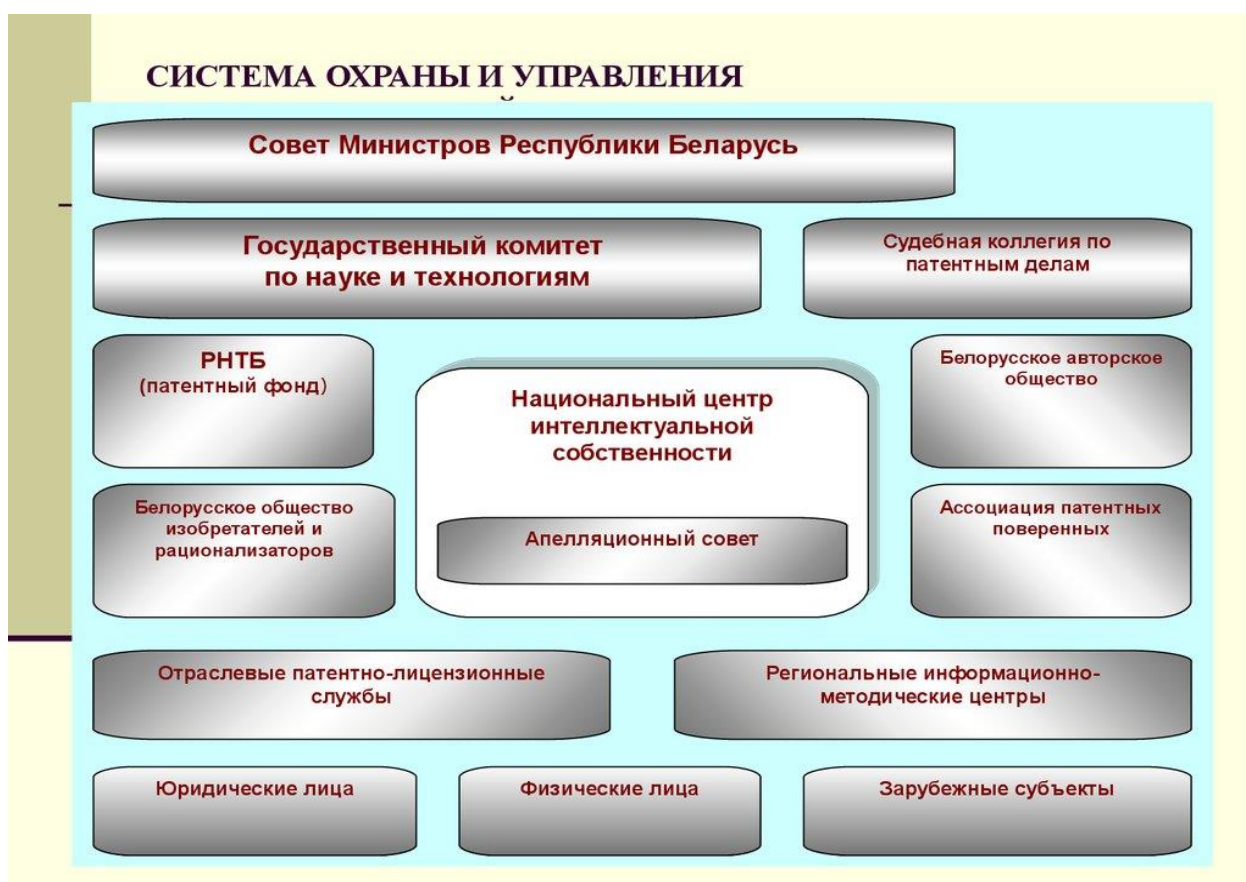 СИСТЕМА ОХРАНЫ И УПРАВЛЕНИЯ
Совет Министров Республики Беларусь
Государственный комитет
по науке и технологиям
Судебная коллегия по
патентным делам
РНТБ
(патентный фонд)
Национальный центр
интеллектуальной
собственности
Апелляционный совет
Белорусское авторское
общество
Белорусское общество
изобретателей и
рационализаторов
Ассоциация патентных
поверенных
Отраслевые патентно-лицензионные
службы
Региональные информационно-
методические центры
Юридические лица
Физические лица
Зарубежные субъекты